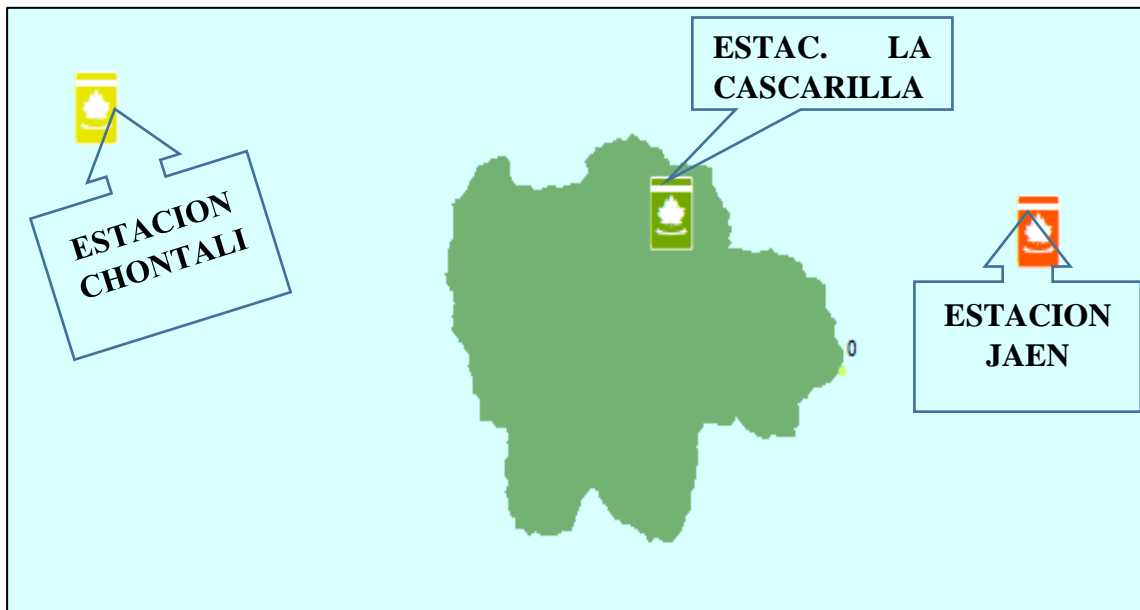 ESTAC. LA
CASCARILLA
ESTACION
CHONTALI
ESTACION
JAEN
0